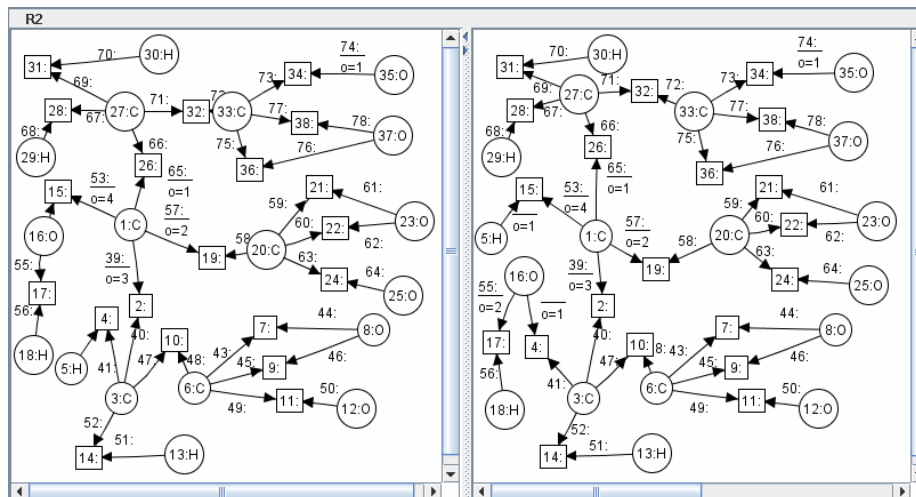 R2
70:
30:H
31:
69:
74:
o=1
34:
35:O
73:
28:
27:C
71:
32:
72:
33:C
67:
77:
38:
78:
68:
66:
75:
37:O
29:H
26:
76:
36:
15:
53:
o=4
65:
o=1
57:
o=2
21:
61:
59:
16:O
1:C
60:
22:
23:O
58:
20:C
62:
19:
63:
55:
39:
o=3
24:
64:
17:
25:O
2:
56:
4:
44:
7:
8:O
40:
10:
43:
18:H
41:
47:
48:
45:
46:
5:H
9:
6:C
3:C
49:
11:
50:
12:O
52:
51:
14:
13:H
70:
30:H
31:
69:
74:
o=1
34:
35:O
73:
28:
27:C
71:
32:
72:
33:C
67:
77:
38:
78:
68:
66:
75:
37:O
29:H
26:
76:
36:
65:
o=1
15:
53:
o=4
21:
61:
59:
o=1
57:
o=2
5:H
1:C
60:
22:
23:O
58:
20:C
62:
19:
63:
16:O
39:
o=3
24:
64:
55:
o=2
o=1
25:O
2:
17:
4:
44:
7:
8:O
40:
10:
8:
43:
56:
41:
47:
45:
46:
9:
6:C
3:C
18:H
49:
11:
50:
12:O
52:
51:
14:
13:H